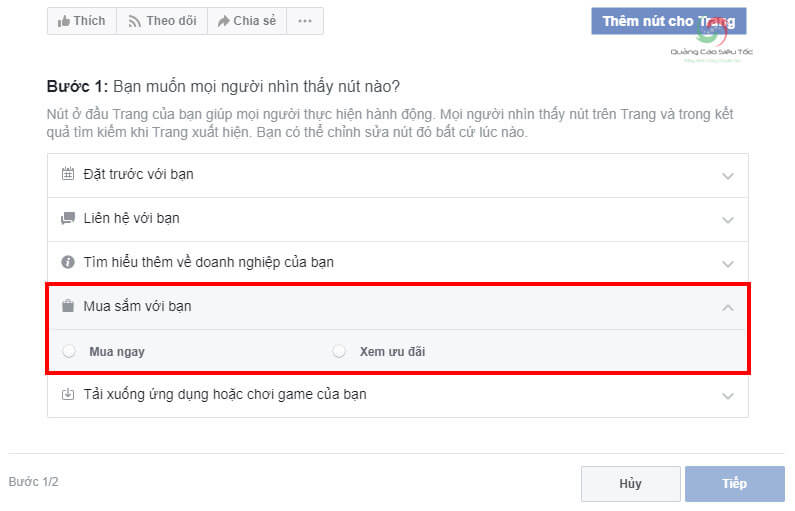 Thích Theo dõi Chia sẻ ...
Thêm nút cho Trang
Quảng Cáo Siêu Tốc
Bước 1: Bạn muốn mọi người nhìn thấy nút nào?
Nút ở đầu Trang của bạn giúp mọi người thực hiện hành động. Mọi người nhìn thấy nút trên Trang và trong kết
quả tìm kiếm khi Trang xuất hiện. Bạn có thể chỉnh sửa nút đó bất cứ lúc nào.
Đặt trước với bạn
Liên hệ với bạn
Tìm hiểu thêm về doanh nghiệp của bạn
Mua sắm với bạn
Mua ngay Xem ưu đãi
Tải xuống ứng dụng hoặc chơi game của bạn
Bước 1/2 Hủy Tiếp